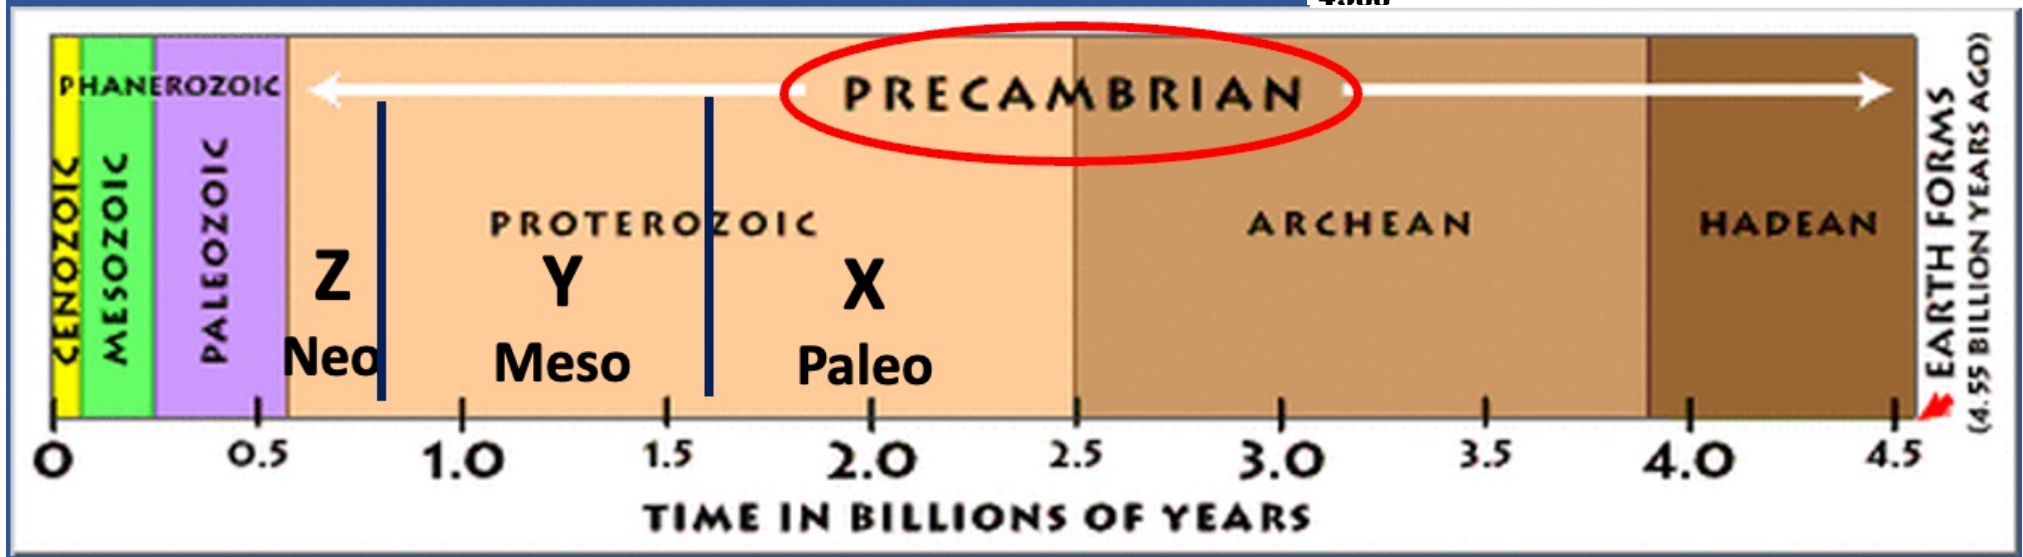 PHANEROZOIC
PRECAMBRIAN
CENOZOIC
MESOZOIC
PALEOZOIC
PROTEROZOIC
ARCHEAN
HADEAN
Z
Y
X
Neo
Meso
Paleo
EARTH FORMS
(4.55 BILLION YEARS AGO)
0 0.5 1.0 1.5 2.0 2.5 3.0 3.5 4.0 4.5
TIME IN BILLIONS OF YEARS